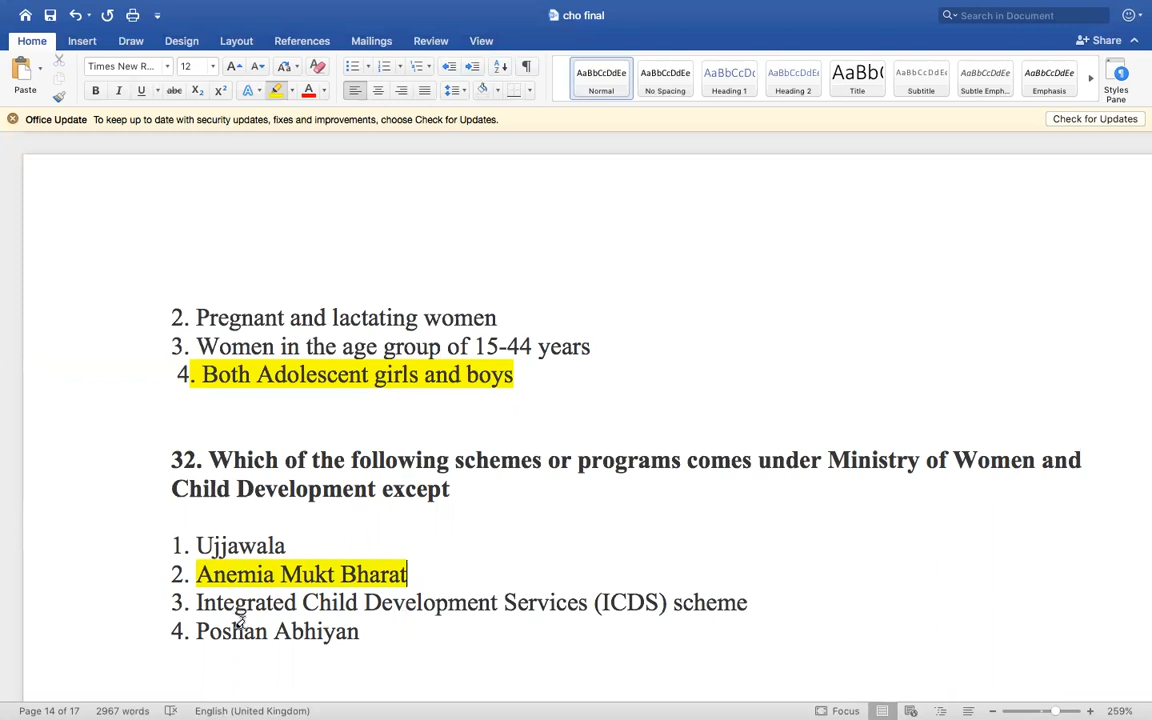 cho final
Search in Document
Home Insert Draw Design Layout References Mailings Review View Share
Times New R... 12
Paste
AaBbCcDdEe AaBbCcDdEe AaBbCcDc AaBbCcDdEe AaBb( AaBbCcDdEe AaBbCcDdEe AaBbCcDdEe
Normal No Spacing Heading 1 Heading 2 Title Subtitle Subtle Emph... Emphasis Styles Pane
Office Update To keep up to date with security updates, fixes and improvements, choose Check for Updates. Check for Updates
2. Pregnant and lactating women
3. Women in the age group of 15-44 years
4. Both Adolescent girls and boys
32. Which of the following schemes or programs comes under Ministry of Women and
Child Development except
1. Ujjawala
2. Anemia Mukt Bharat
3. Integrated Child Development Services (ICDS) scheme
4. Poshan Abhiyan
Page 14 of 17 2967 words English (United Kingdom) Focus 259%